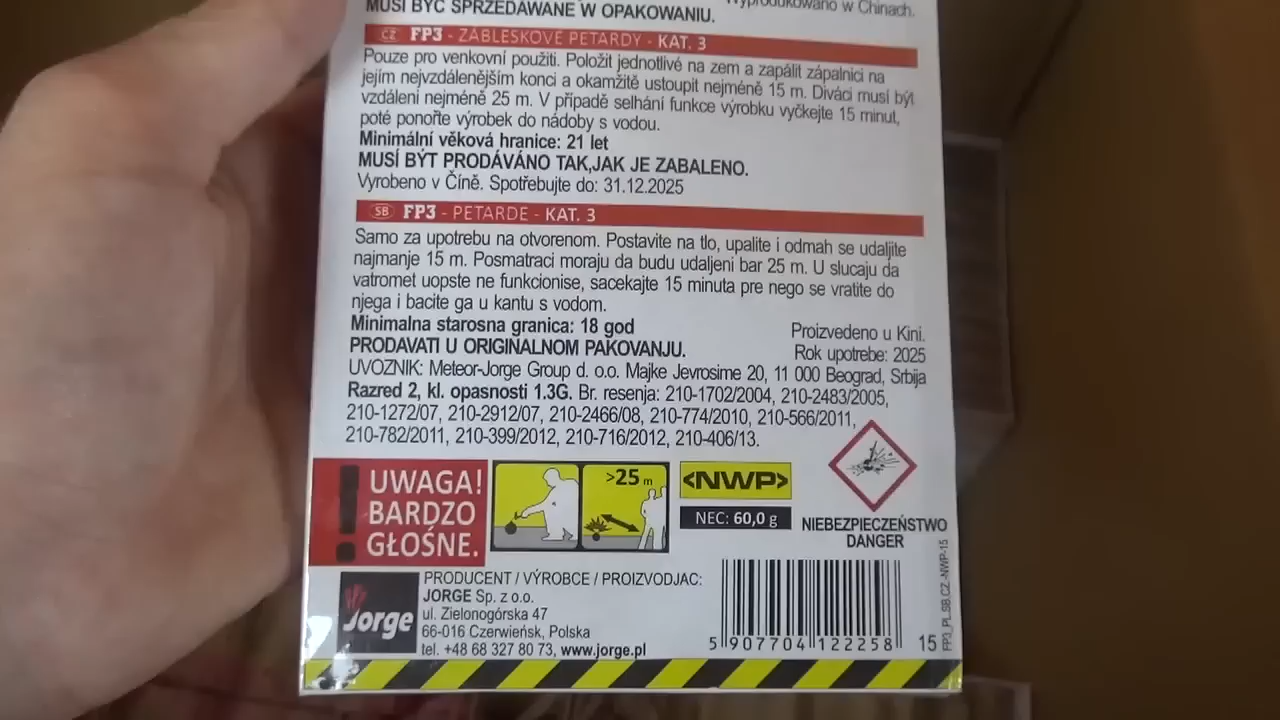 MUSI BYĆ SPRZEDAWANE W OPAKOWANIU.
Wyprodukowano w Chinach.
CZ FP3 - ZÁBLESKOVÉ PETARDY - KAT. 3
Pouze pro venkovní použití. Položit jednotlivé na zem a zapálit zápalnici na
jejím nejvzdálenějším konci a okamžitě ustoupit nejméně 15 m. Diváci musí být
vzdáleni nejméně 25 m. V případě selhání funkce výrobku vyčkejte 15 minut,
poté ponořte výrobek do nádoby s vodou.
Minimální věková hranice: 21 let
MUSÍ BÝT PRODÁVÁNO TAK,JAK JE ZABALENO.
Vyrobeno v Číně. Spotřebujte do: 31.12.2025
SB FP3 - PETARDE - KAT. 3
Samo za upotrebu na otvorenom. Postavite na tlo, upalite i odmah se udaljite
najmanje 15 m. Posmatraci moraju da budu udaljeni bar 25 m. U slucaju da
vatromet uopste ne funkcionise, sacekajte 15 minuta pre nego se vratite do
njega i bacite ga u kantu s vodom.
Minimalna starosna granica: 18 god
Proizvedeno u Kini.
PRODAVATI U ORIGINALNOM PAKOVANJU.
Rok upotrebe: 2025
UVOZNIK: Meteor-Jorge Group d. o.o. Majke Jevrosime 20, 11 000 Beograd, Srbija
Razred 2, kl. opasnosti 1.3G. Br. resenja: 210-1702/2004, 210-2483/2005,
210-1272/07, 210-2912/07, 210-2466/08, 210-774/2010, 210-566/2011,
210-782/2011, 210-399/2012, 210-716/2012, 210-406/13.
! UWAGA!
BARDZO
GŁOŚNE.
>25 m
<NWP>
NEC: 60,0 g
NIEBEZPIECZEŃSTWO
DANGER
Jorge
PRODUCENT / VÝROBCE / PROIZVODJAC:
JORGE Sp. z o.o.
ul. Zielonogórska 47
66-016 Czerwieńsk, Polska
tel. +48 68 327 80 73, www.jorge.pl
5 907704 122258 15
FP3_PL.SB.CZ.-NWP-15